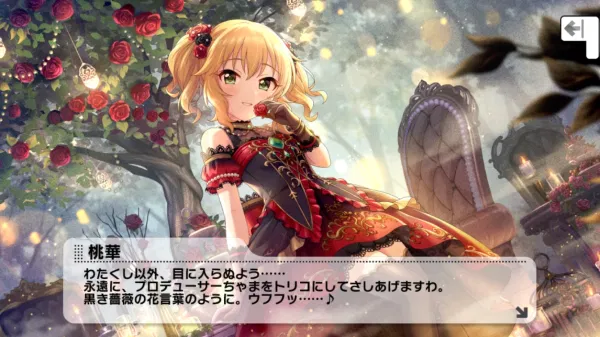 桃華
わたくし以外、目に入らぬよう……
永遠に、プロデューサーちゃまをトリコにしてさしあげますわ。
黒き薔薇の花言葉のように。ウフフッ……♪